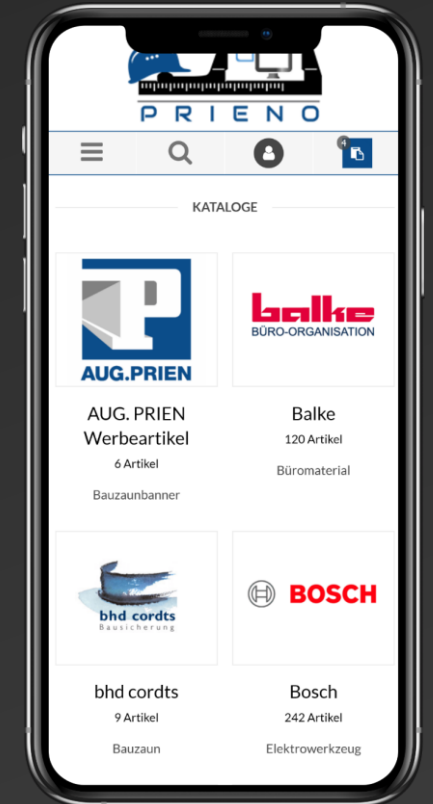 PRIENO
4
KATALOGE
AUG.PRIEN
AUG. PRIEN
Werbeartikel
6 Artikel
Bauzaunbanner
balke
BÜRO-ORGANISATION
Balke
120 Artikel
Büromaterial
bhd cordts
Bausicherung
bhd cordts
9 Artikel
Bauzaun
BOSCH
Bosch
242 Artikel
Elektrowerkzeug